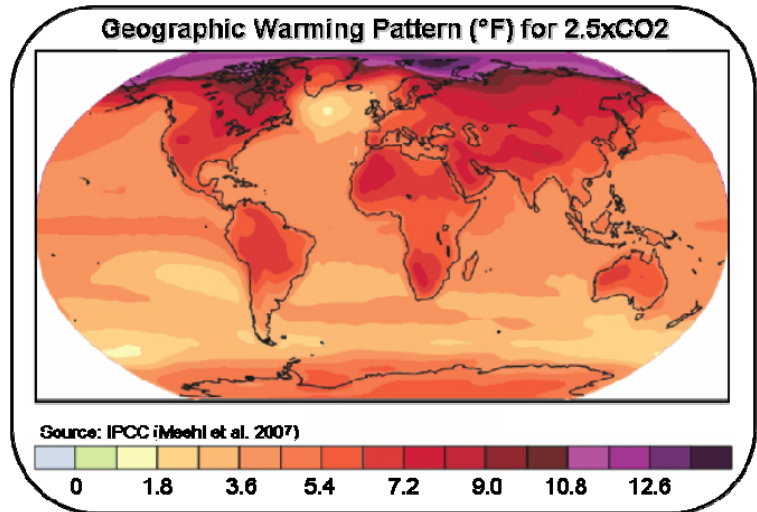 Geographic Warming Pattern (°F) for 2.5xCO2
Source: IPCC (Meehl et al. 2007)
0 1.8 3.6 5.4 7.2 9.0 10.8 12.6